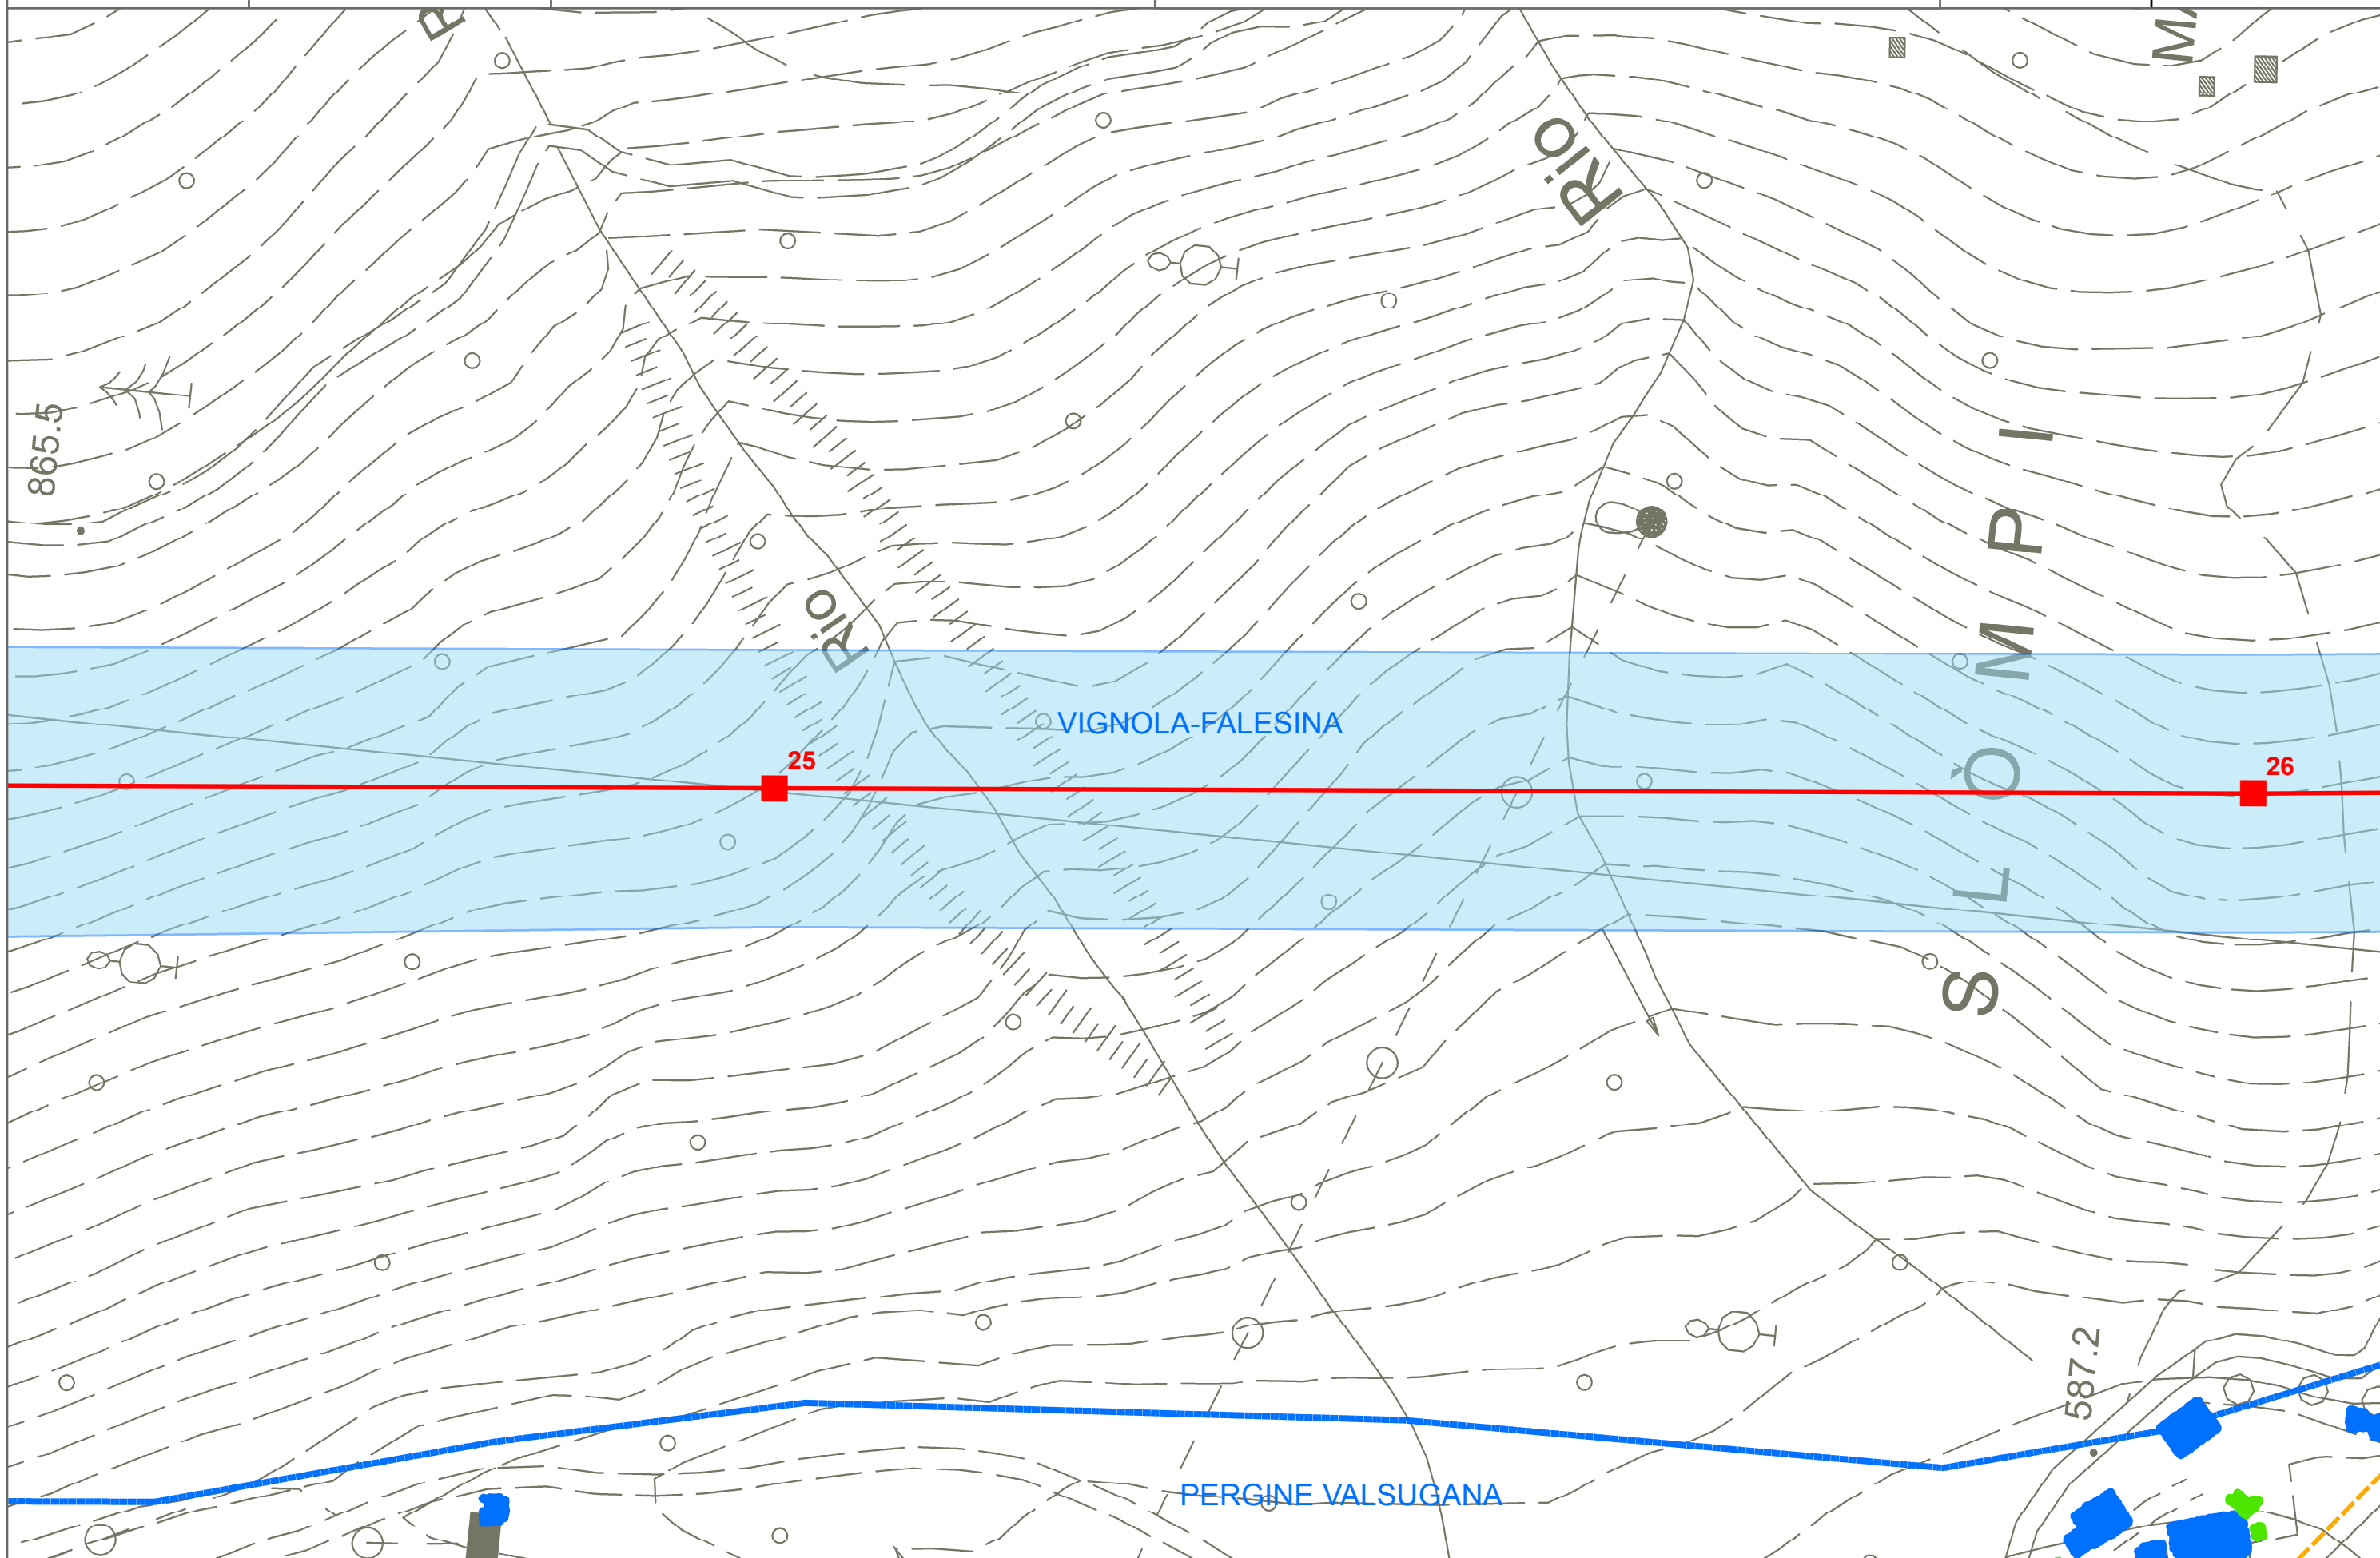 Rio
865.5
Rio
VIGNOLA-FALESINA
25
26
SLÒMPI
587.2
PERGINE VALSUGANA